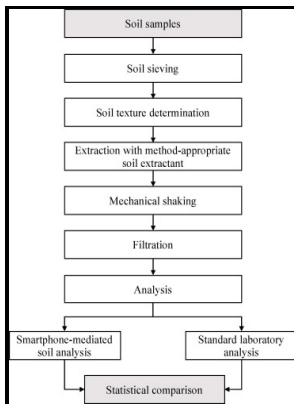 Soil samples
Soil sieving
Soil texture determination
Extraction with method-appropriate
soil extractant
Mechanical shaking
Filtration
Analysis
Smartphone-mediated
soil analysis
Standard laboratory
analysis
Statistical comparison